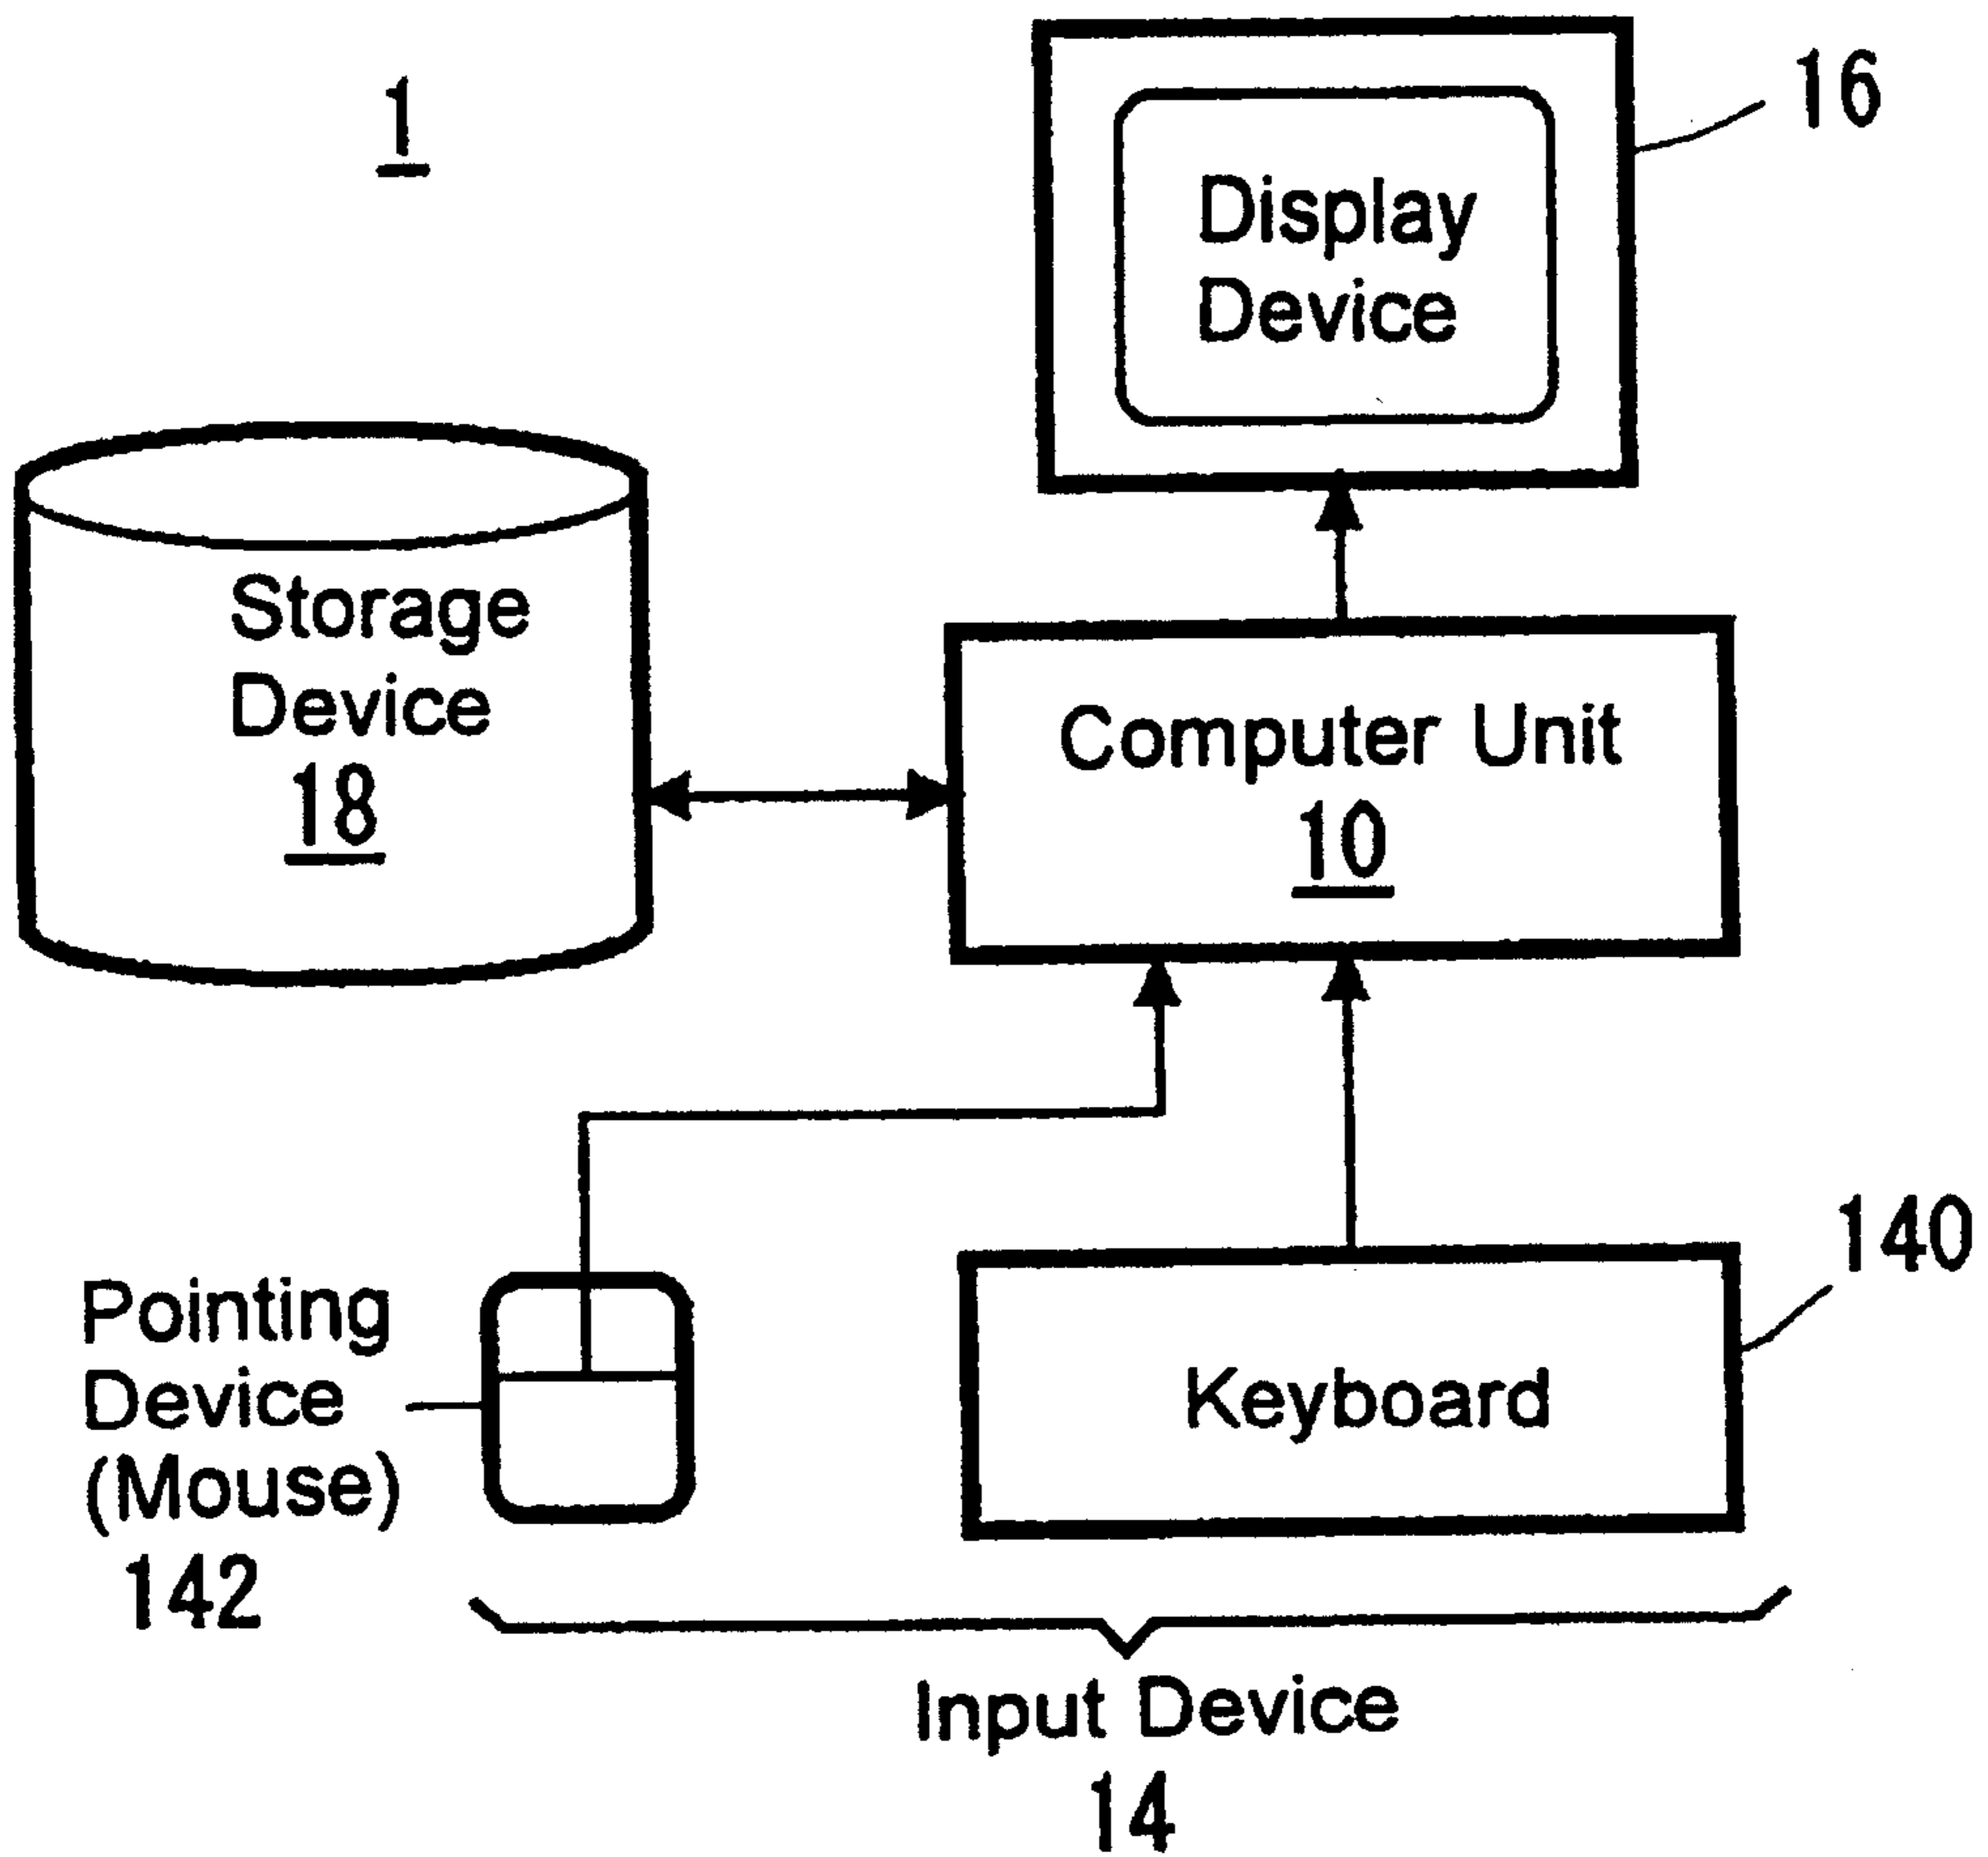 1
16
Display
Device
Storage
Device
18
Computer Unit
10
140
Pointing
Device
(Mouse)
142
Keyboard
Input Device
14